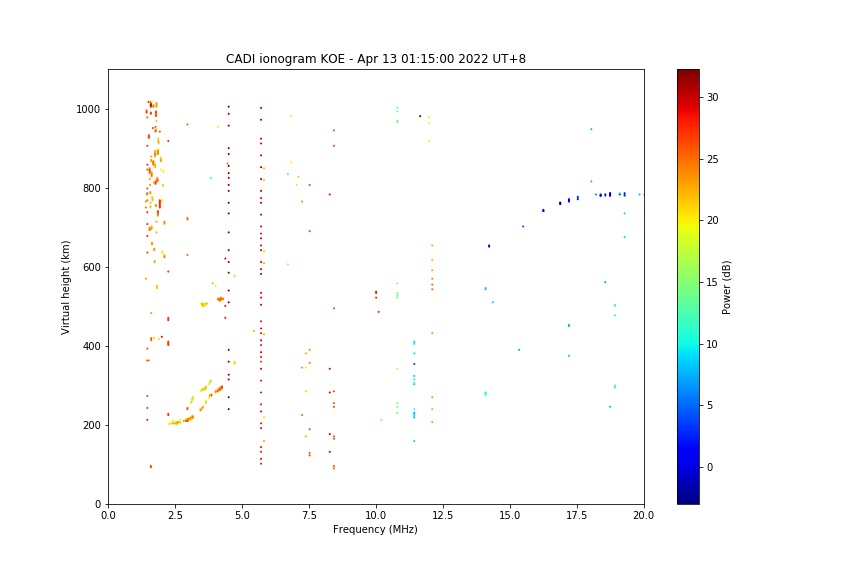 CADI ionogram KOE - Apr 13 01:15:00 2022 UT+8
1000
800
600
400
200
0
Virtual height (km)
0.0 2.5 5.0 7.5 10.0 12.5 15.0 17.5 20.0
Frequency (MHz)
30
25
20
15
10
5
0
Power (dB)